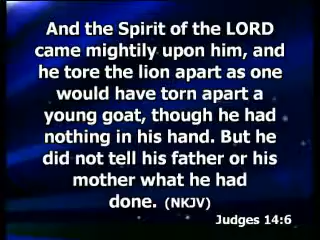 And the Spirit of the LORD
came mightily upon him, and
he tore the lion apart as one
would have torn apart a
young goat, though he had
nothing in his hand. But he
did not tell his father or his
mother what he had
done. (NKJV)
Judges 14:6